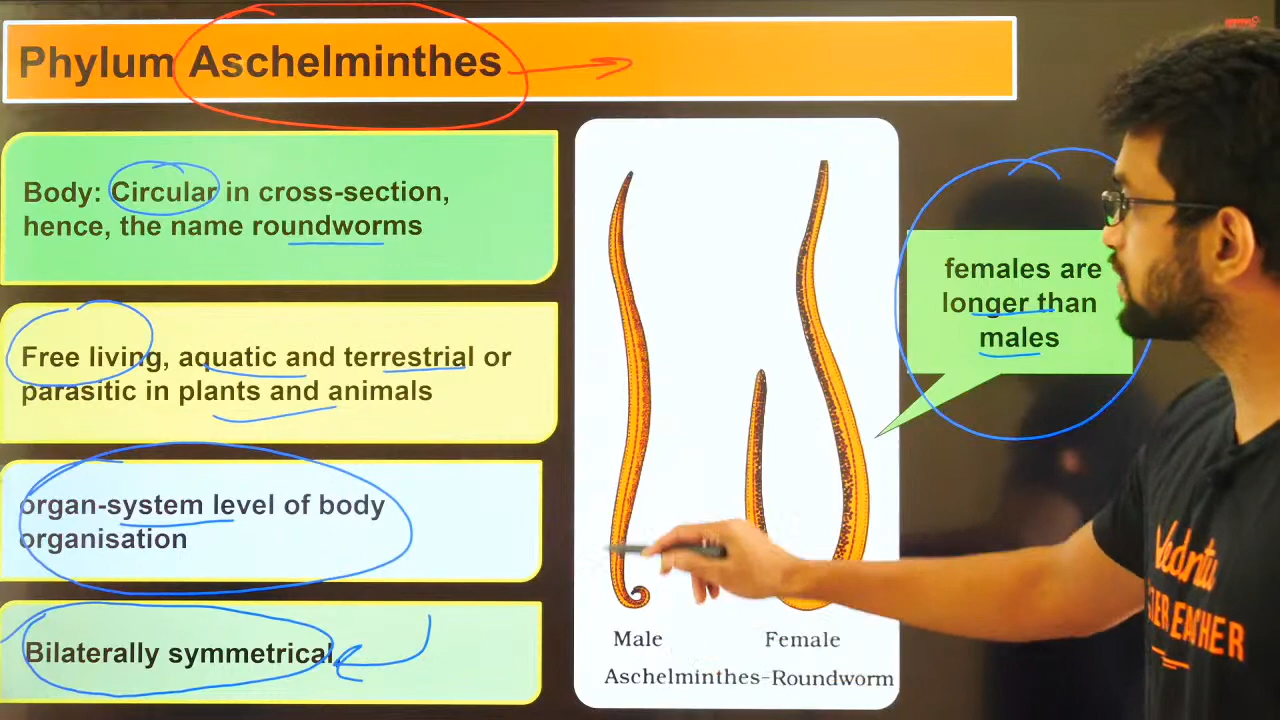 Phylum Aschelminthes
Body: Circular in cross-section,
hence, the name roundworms
Free living, aquatic and terrestrial or
parasitic in plants and animals
organ-system level of body
organisation
Bilaterally symmetrical
females are
longer than
males
Male
Female
Aschelminthes-Roundworm
Vedntu
TEACHER